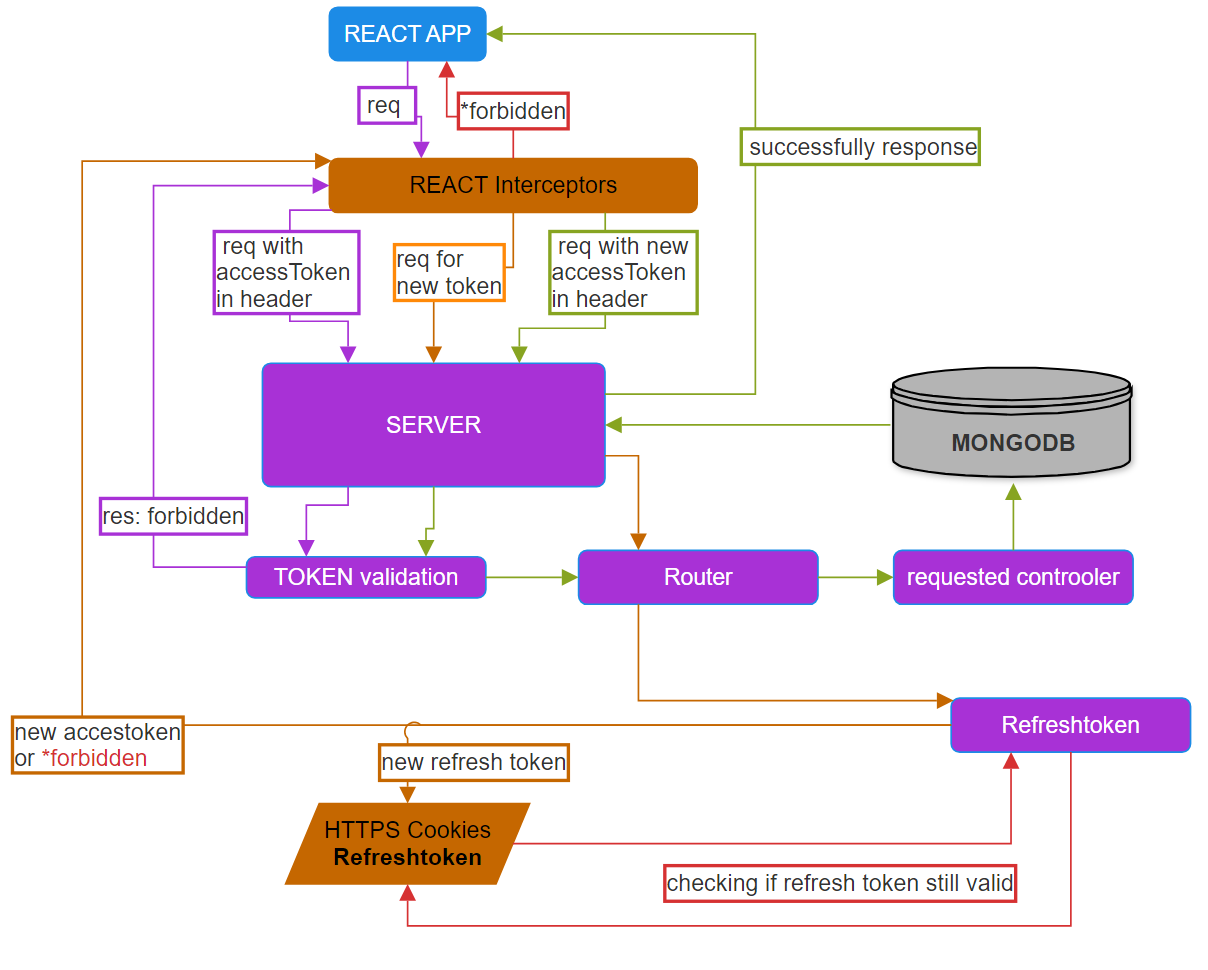 REACT APP
req
*forbidden
successfully response
REACT Interceptors
req with
accessToken
in header
req for
new token
req with new
accessToken
in header
SERVER
MONGODB
res: forbidden
TOKEN validation
Router
requested controoler
new accestoken
or *forbidden
Refreshtoken
new refresh token
HTTPS Cookies
Refreshtoken
checking if refresh token still valid